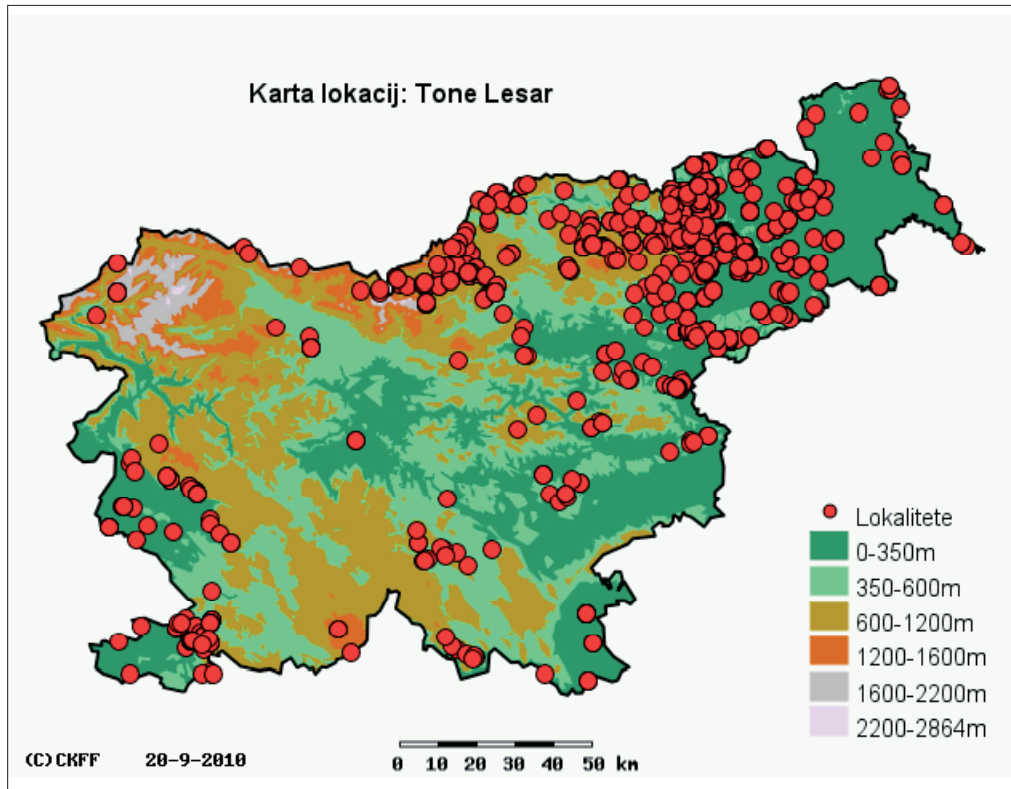 Karta lokacij: Tone Lesar
Lokalitete
0-350m
350-600m
600-1200m
1200-1600m
1600-2200m
2200-2864m
(C)CKFF 20-9-2010
0 10 20 30 40 50 km